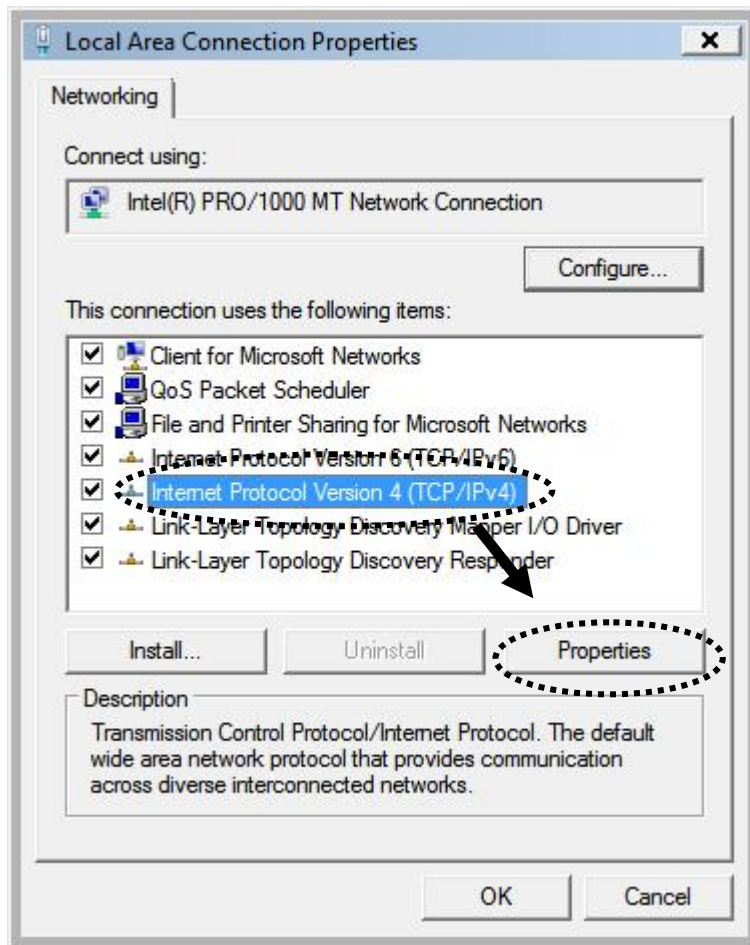 Local Area Connection Properties
Networking
Connect using:
Intel(R) PRO/1000 MT Network Connection
Configure...
This connection uses the following items:
Client for Microsoft Networks
QoS Packet Scheduler
File and Printer Sharing for Microsoft Networks
Internet Protocol Version 6 (TCP/IPv6)
Internet Protocol Version 4 (TCP/IPv4)
Link-Layer Topology Discovery Mapper I/O Driver
Link-Layer Topology Discovery Responder
Install... Uninstall Properties
Description
Transmission Control Protocol/Internet Protocol. The default
wide area network protocol that provides communication
across diverse interconnected networks.
OK Cancel